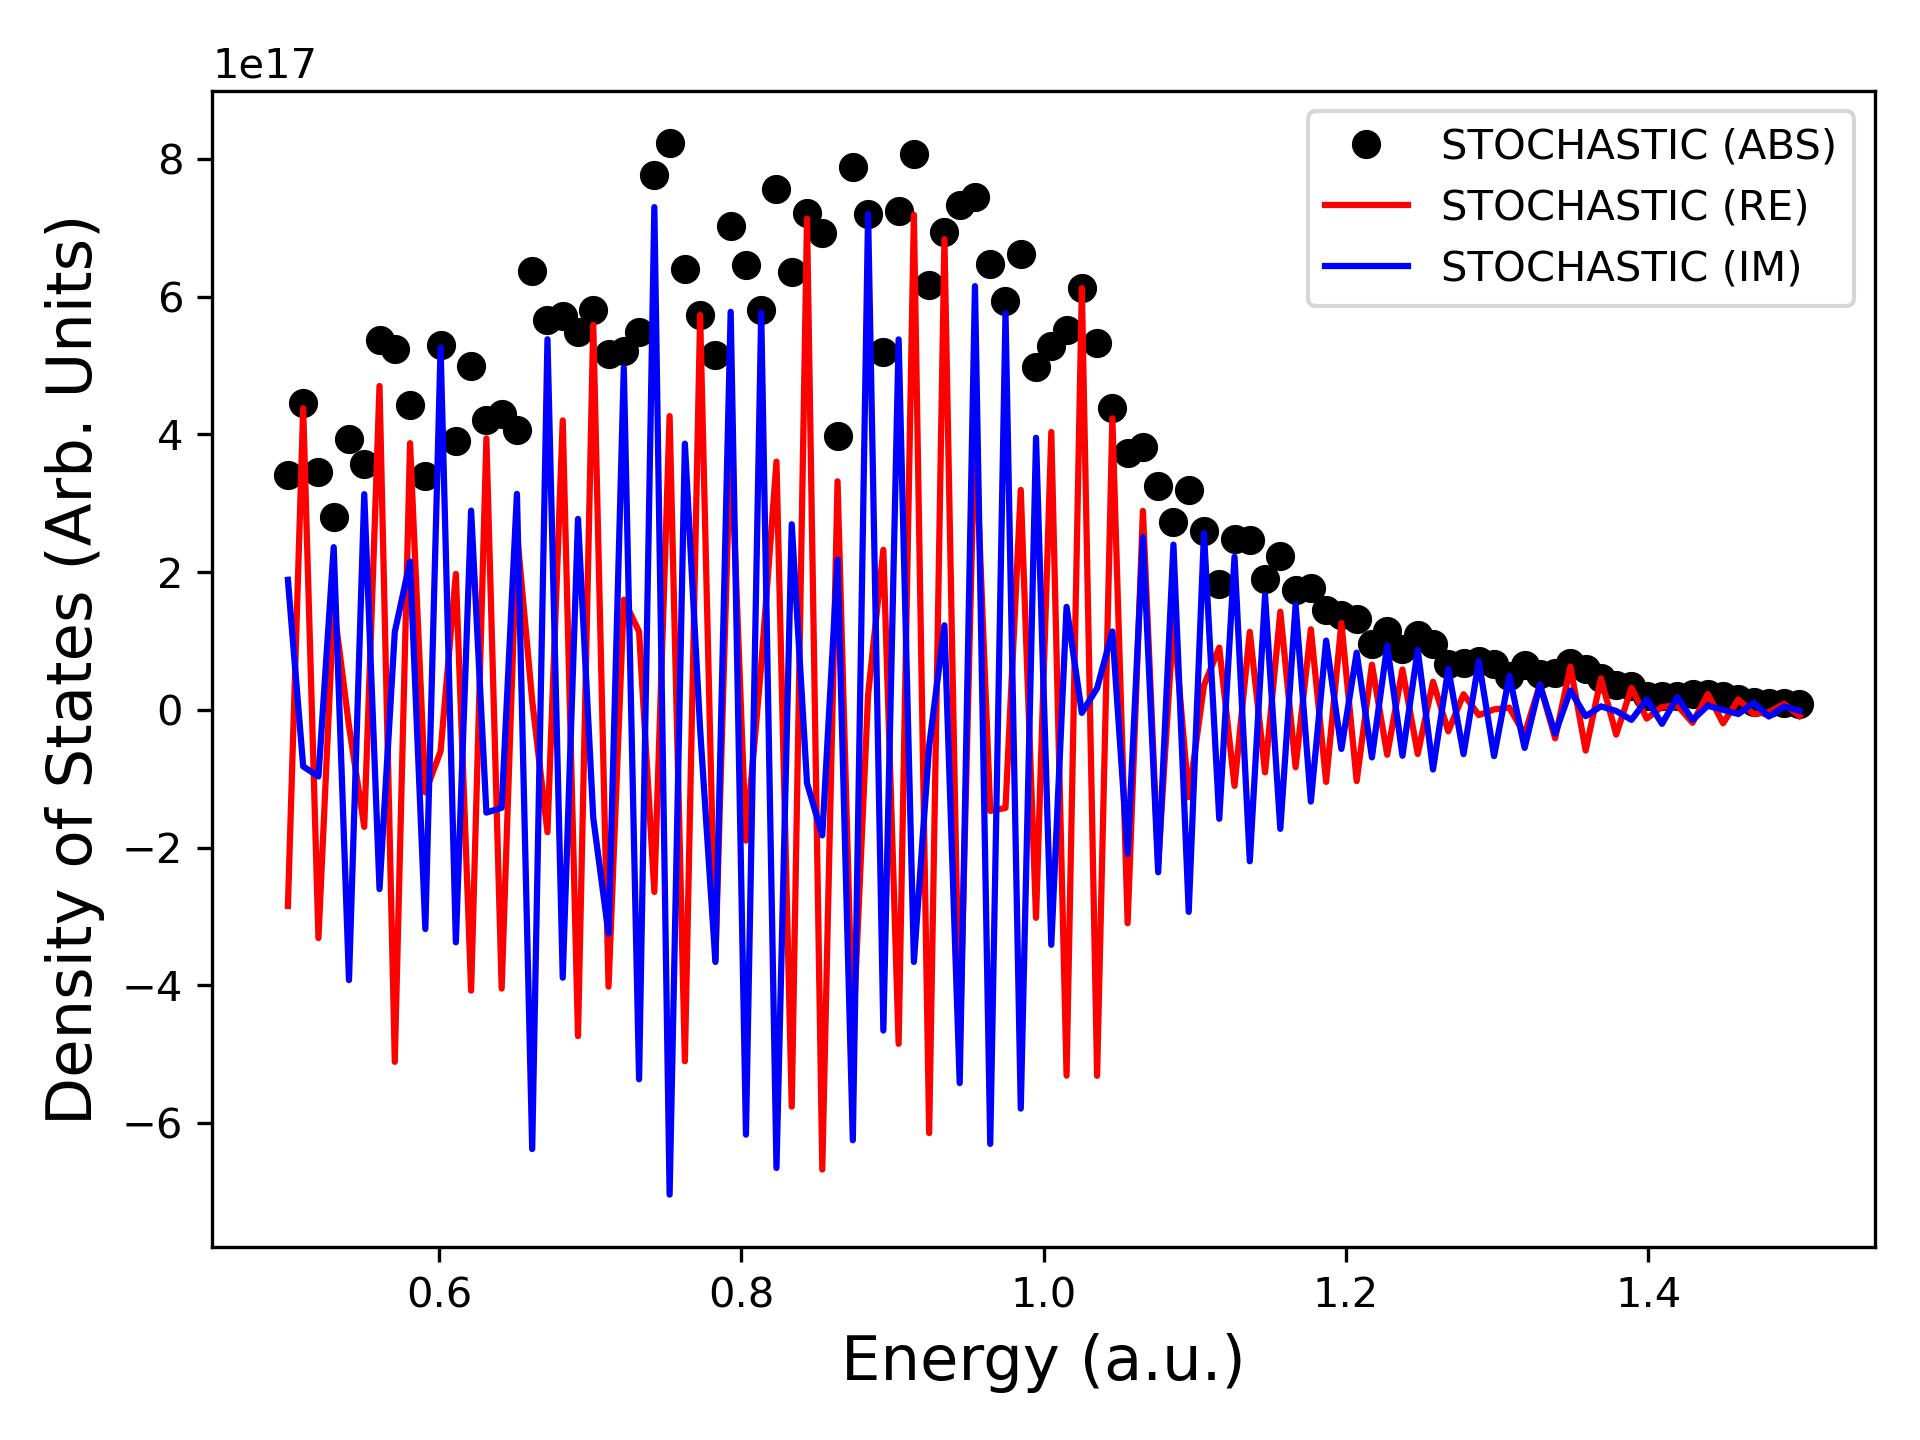 1e17
8
6
4
2
0
−2
−4
−6
Density of States (Arb. Units)
STOCHASTIC (ABS)
STOCHASTIC (RE)
STOCHASTIC (IM)
0.6 0.8 1.0 1.2 1.4
Energy (a.u.)